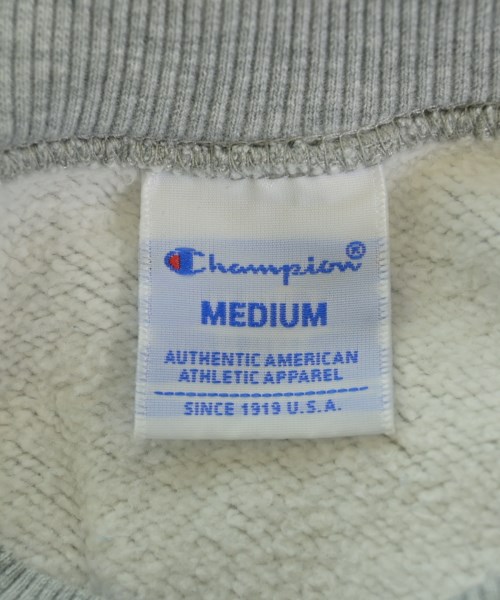 Champion®
MEDIUM
AUTHENTIC AMERICAN
ATHLETIC APPAREL
SINCE 1919 U.S.A.